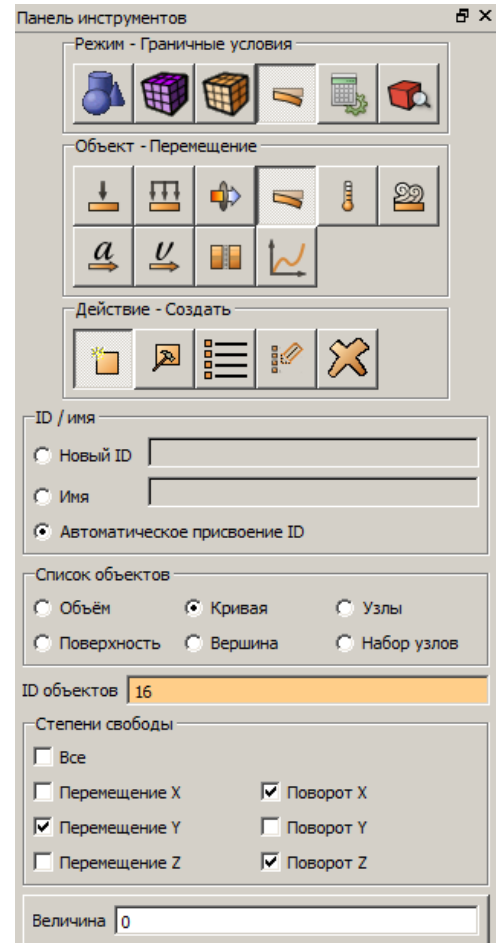 Панель инструментов
Режим - Граничные условия
Объект - Перемещение
a
v
Действие - Создать
ID / имя
Новый ID
Имя
Автоматическое присвоение ID
Список объектов
Объём Кривая Узлы
Поверхность Вершина Набор узлов
ID объектов 16
Степени свободы
Все
Перемещение X Поворот X
Перемещение Y Поворот Y
Перемещение Z Поворот Z
Величина 0